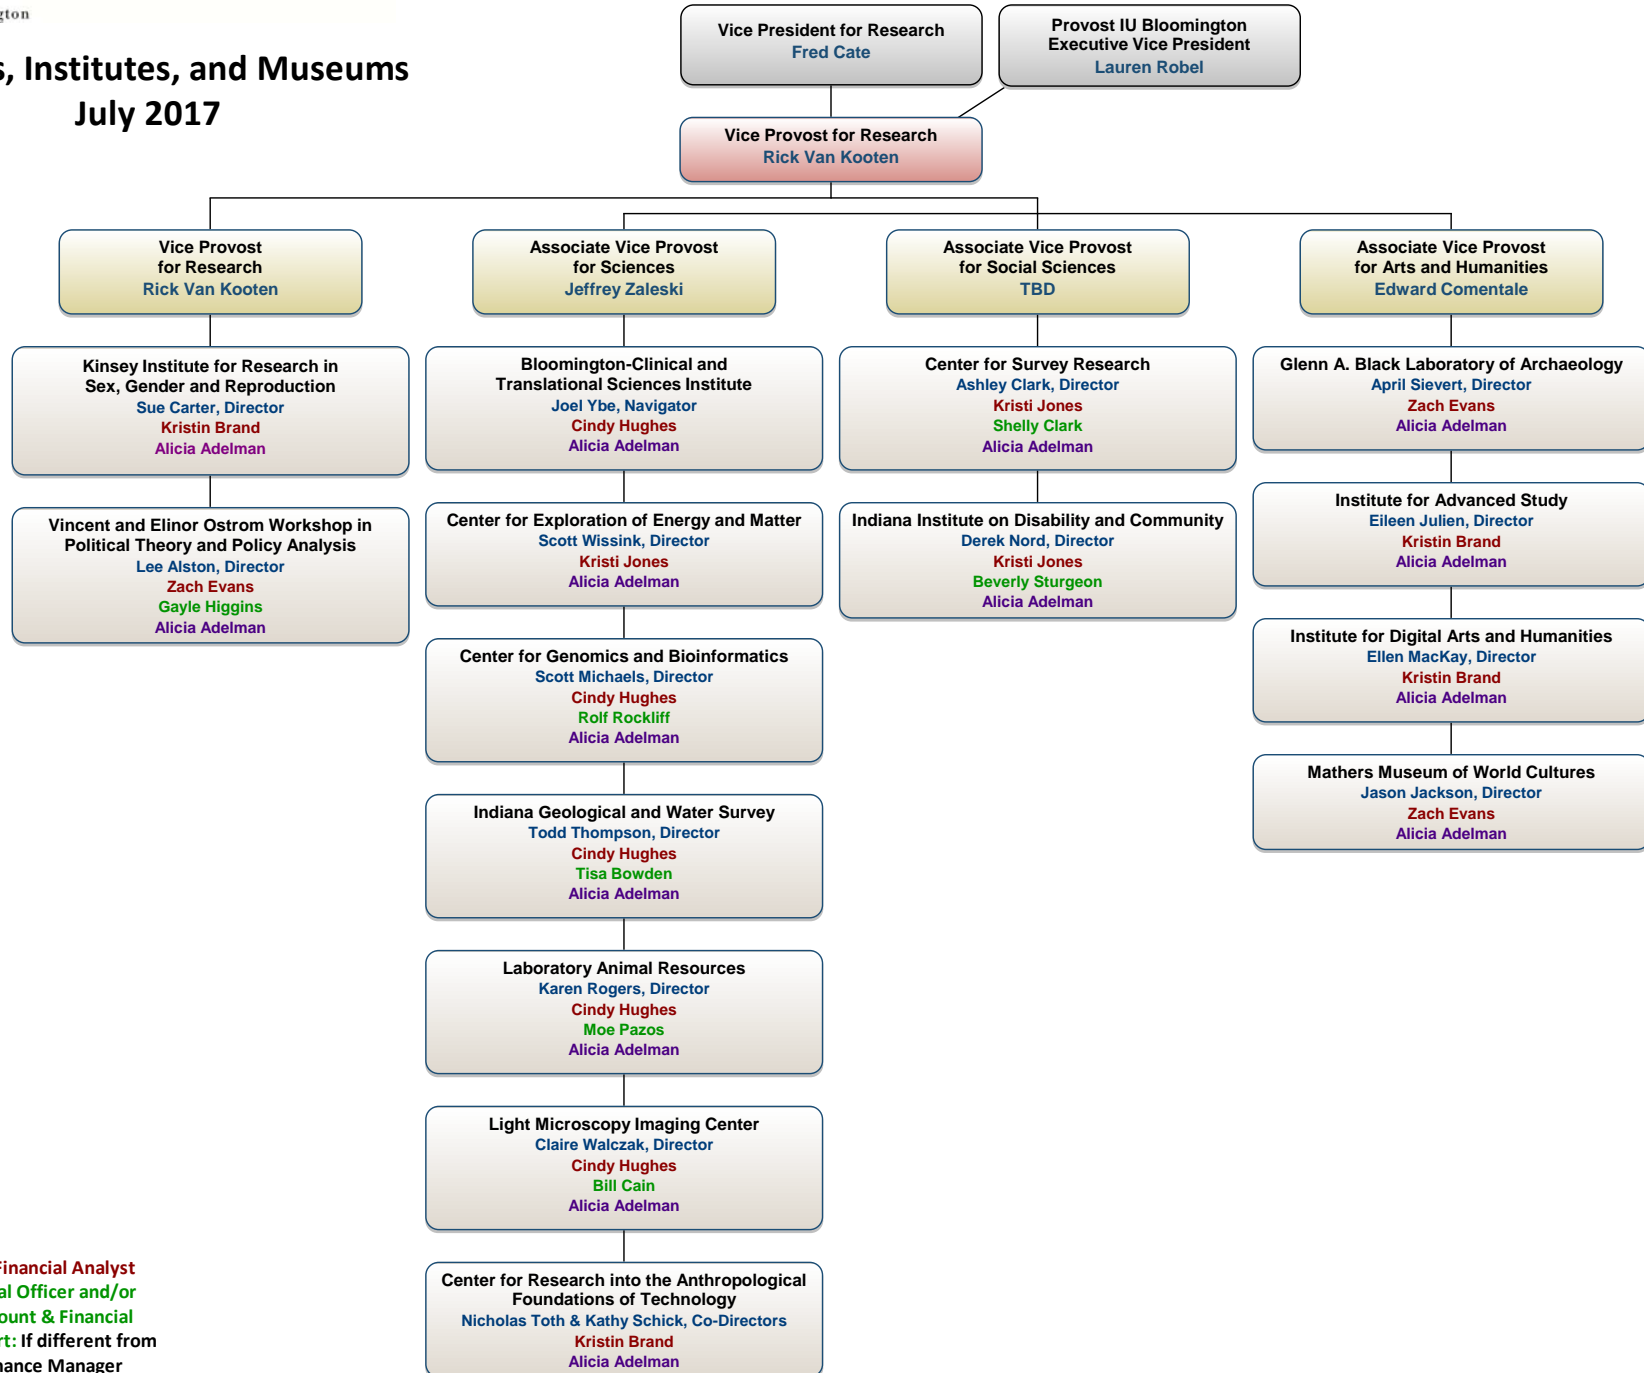 s, Institutes, and Museums
July 2017
Vice President for Research
Fred Cate
Provost IU Bloomington
Executive Vice President
Lauren Robel
Vice Provost for Research
Rick Van Kooten
Vice Provost
for Research
Rick Van Kooten
Kinsey Institute for Research in
Sex, Gender and Reproduction
Sue Carter, Director
Kristin Brand
Alicia Adelman
Vincent and Elinor Ostrom Workshop in
Political Theory and Policy Analysis
Lee Alston, Director
Zach Evans
Gayle Higgins
Alicia Adelman
Associate Vice Provost
for Sciences
Jeffrey Zaleski
Bloomington-Clinical and
Translational Sciences Institute
Joel Ybe, Navigator
Cindy Hughes
Alicia Adelman
Center for Exploration of Energy and Matter
Scott Wissink, Director
Kristi Jones
Alicia Adelman
Center for Genomics and Bioinformatics
Scott Michaels, Director
Cindy Hughes
Rolf Rockliff
Alicia Adelman
Indiana Geological and Water Survey
Todd Thompson, Director
Cindy Hughes
Tisa Bowden
Alicia Adelman
Laboratory Animal Resources
Karen Rogers, Director
Cindy Hughes
Moe Pazos
Alicia Adelman
Light Microscopy Imaging Center
Claire Walczak, Director
Cindy Hughes
Bill Cain
Alicia Adelman
Center for Research into the Anthropological
Foundations of Technology
Nicholas Toth & Kathy Schick, Co-Directors
Kristin Brand
Alicia Adelman
Associate Vice Provost
for Social Sciences
TBD
Center for Survey Research
Ashley Clark, Director
Kristi Jones
Shelly Clark
Alicia Adelman
Indiana Institute on Disability and Community
Derek Nord, Director
Kristi Jones
Beverly Sturgeon
Alicia Adelman
Associate Vice Provost
for Arts and Humanities
Edward Comentale
Glenn A. Black Laboratory of Archaeology
April Sievert, Director
Zach Evans
Alicia Adelman
Institute for Advanced Study
Eileen Julien, Director
Kristin Brand
Alicia Adelman
Institute for Digital Arts and Humanities
Ellen MacKay, Director
Kristin Brand
Alicia Adelman
Mathers Museum of World Cultures
Jason Jackson, Director
Zach Evans
Alicia Adelman
Financial Analyst
al Officer and/or
ount & Financial
rt: If different from
nance Manager